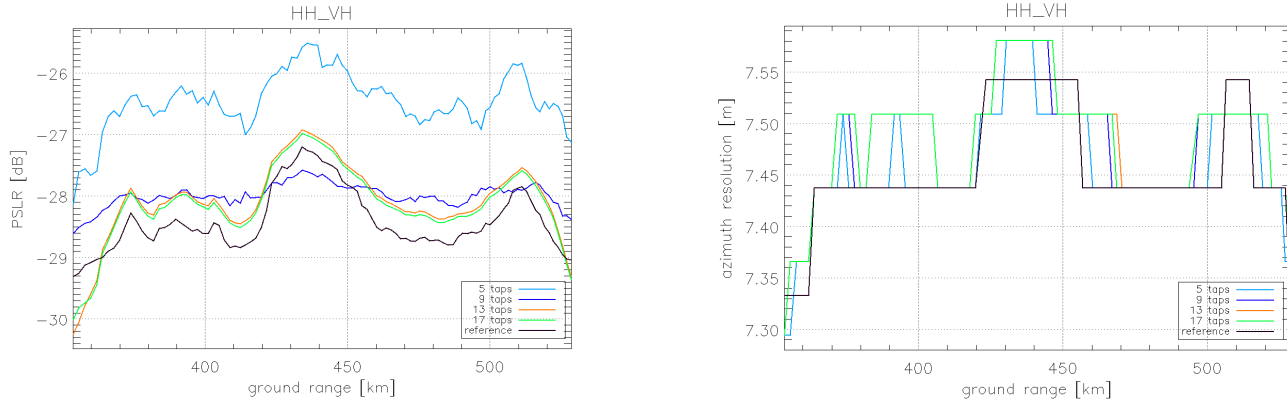 HH_VH
PSLR [dB]
−26
−27
−28
−29
−30
5 taps
9 taps
13 taps
17 taps
reference
400
450
500
ground range [km]
HH_VH
azimuth resolution [m]
7.55
7.50
7.45
7.40
7.35
7.30
5 taps
9 taps
13 taps
17 taps
reference
400
450
500
ground range [km]